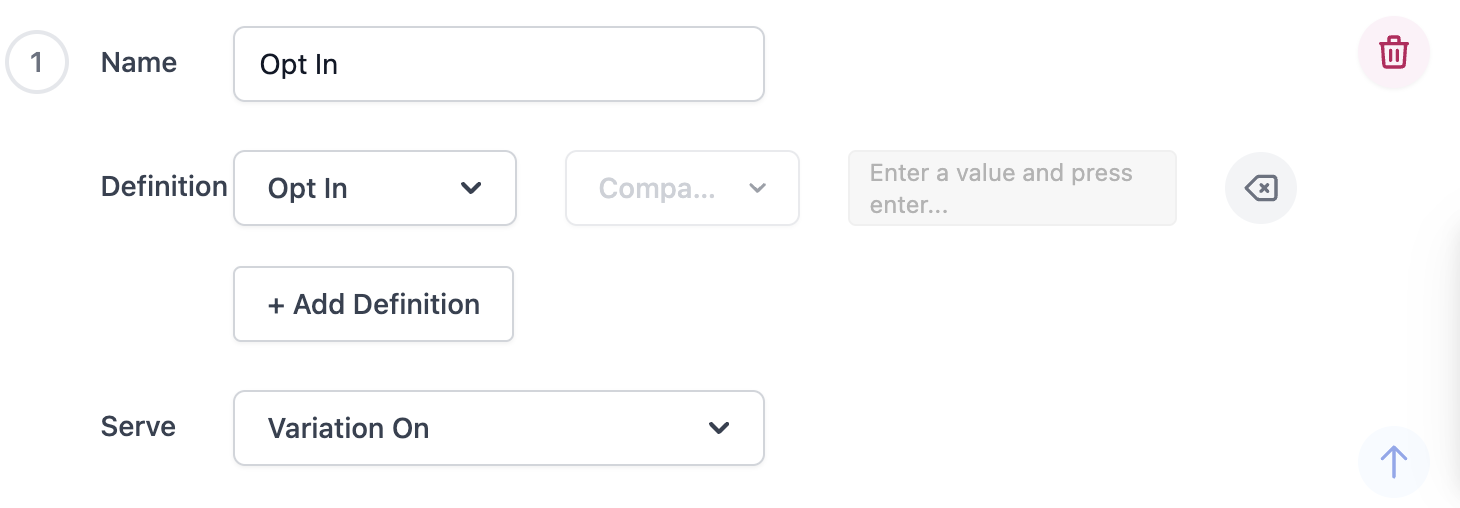 1
Name
Opt In
Definition
Opt In
Compa...
Enter a value and press
enter...
+ Add Definition
Serve
Variation On